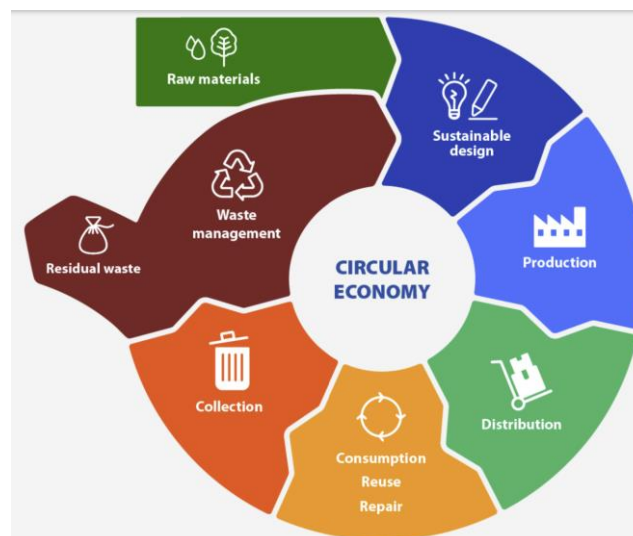 Raw materials
Sustainable
design
Production
Distribution
Consumption
Reuse
Repair
Collection
Waste
management
Residual waste
CIRCULAR
ECONOMY